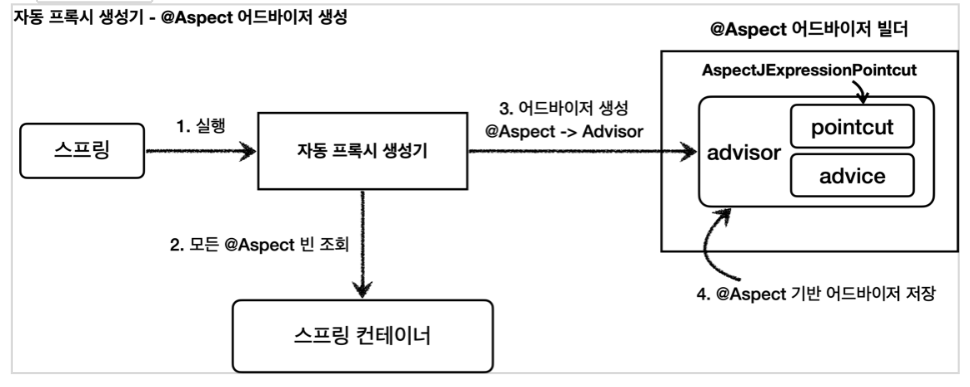 자동 프록시 생성기 - @Aspect 어드바이저 생성
@Aspect 어드바이저 빌더
AspectJExpressionPointcut
스프링
1. 실행
자동 프록시 생성기
3. 어드바이저 생성
@Aspect -> Advisor
advisor
pointcut
advice
2. 모든 @Aspect 빈 조회
4. @Aspect 기반 어드바이저 저장
스프링 컨테이너